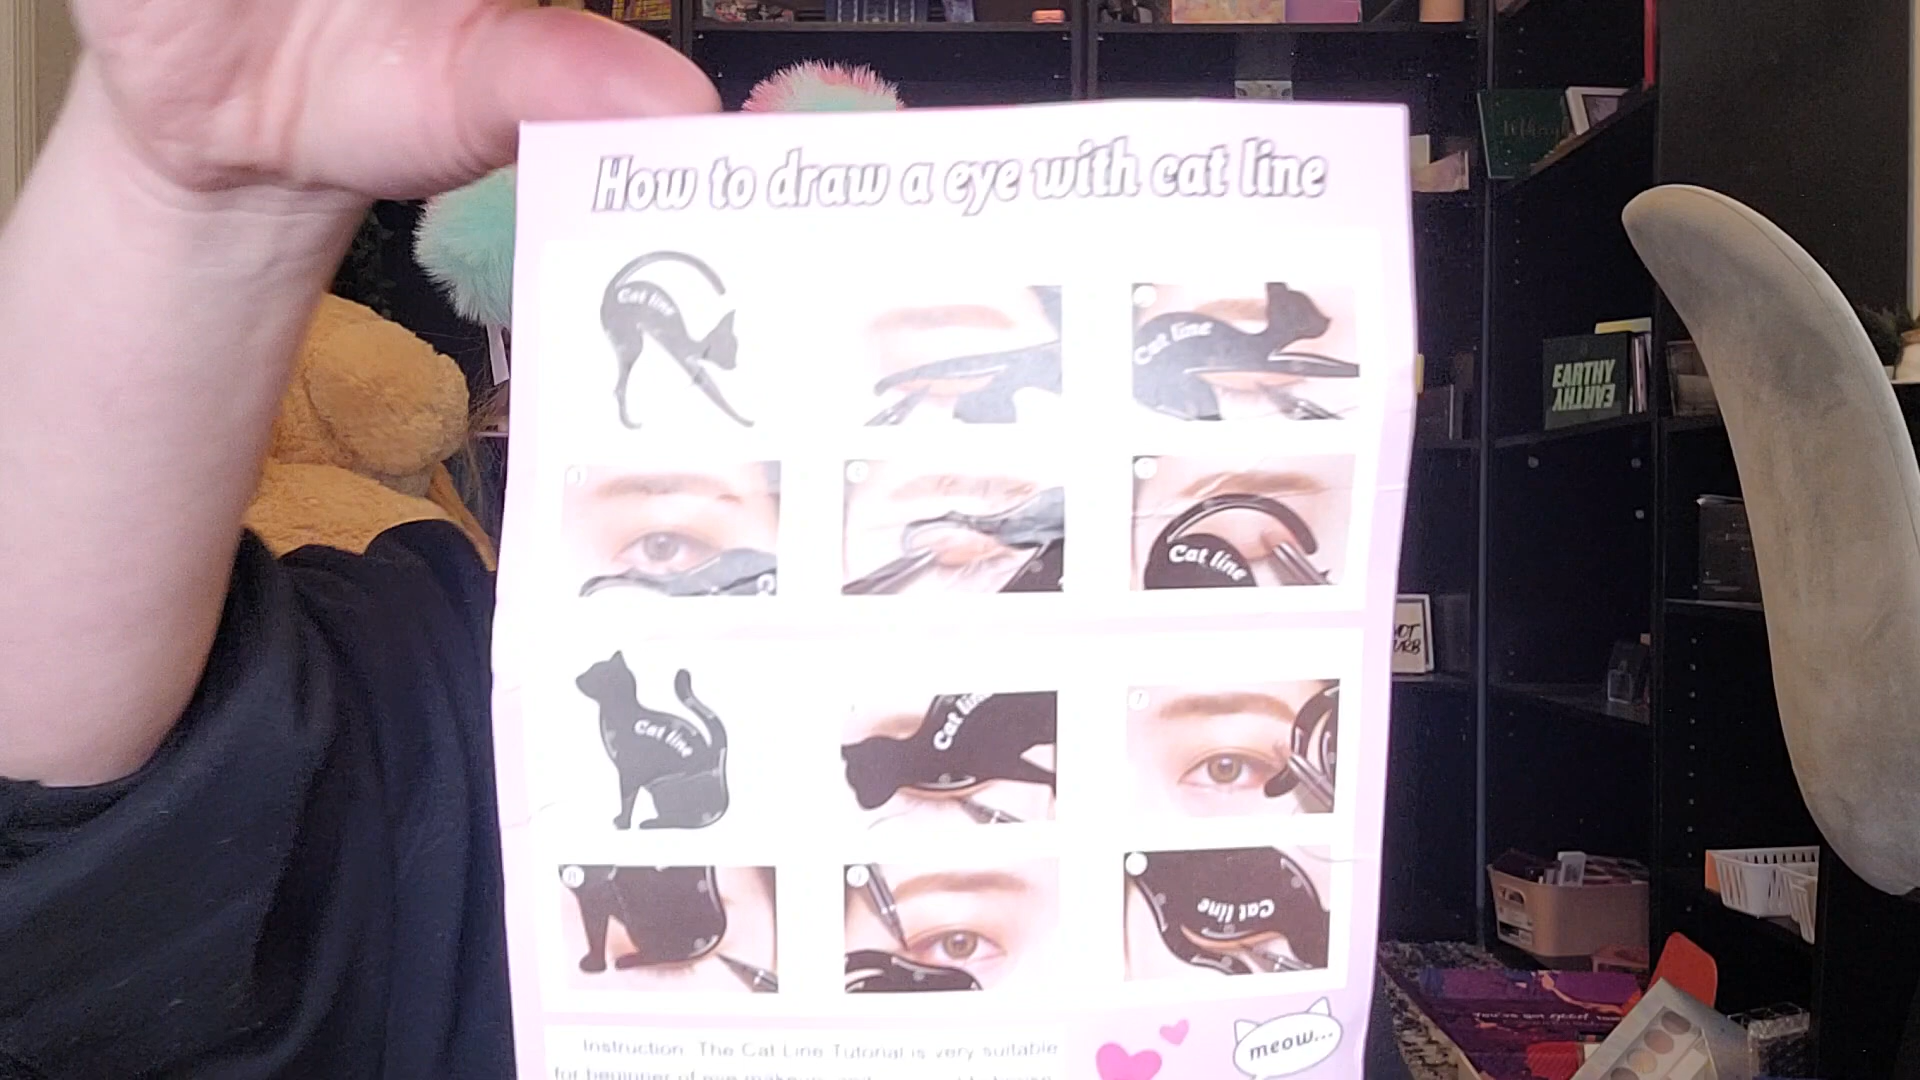 How to draw a eye with cat line
Cat line
Cat line
Cat line
Cat line
Cat line
Cat line
Instruction: The Cat Line Tutorial is very suitable
for beginner of eye
meow...
EARTHY
EARTHY